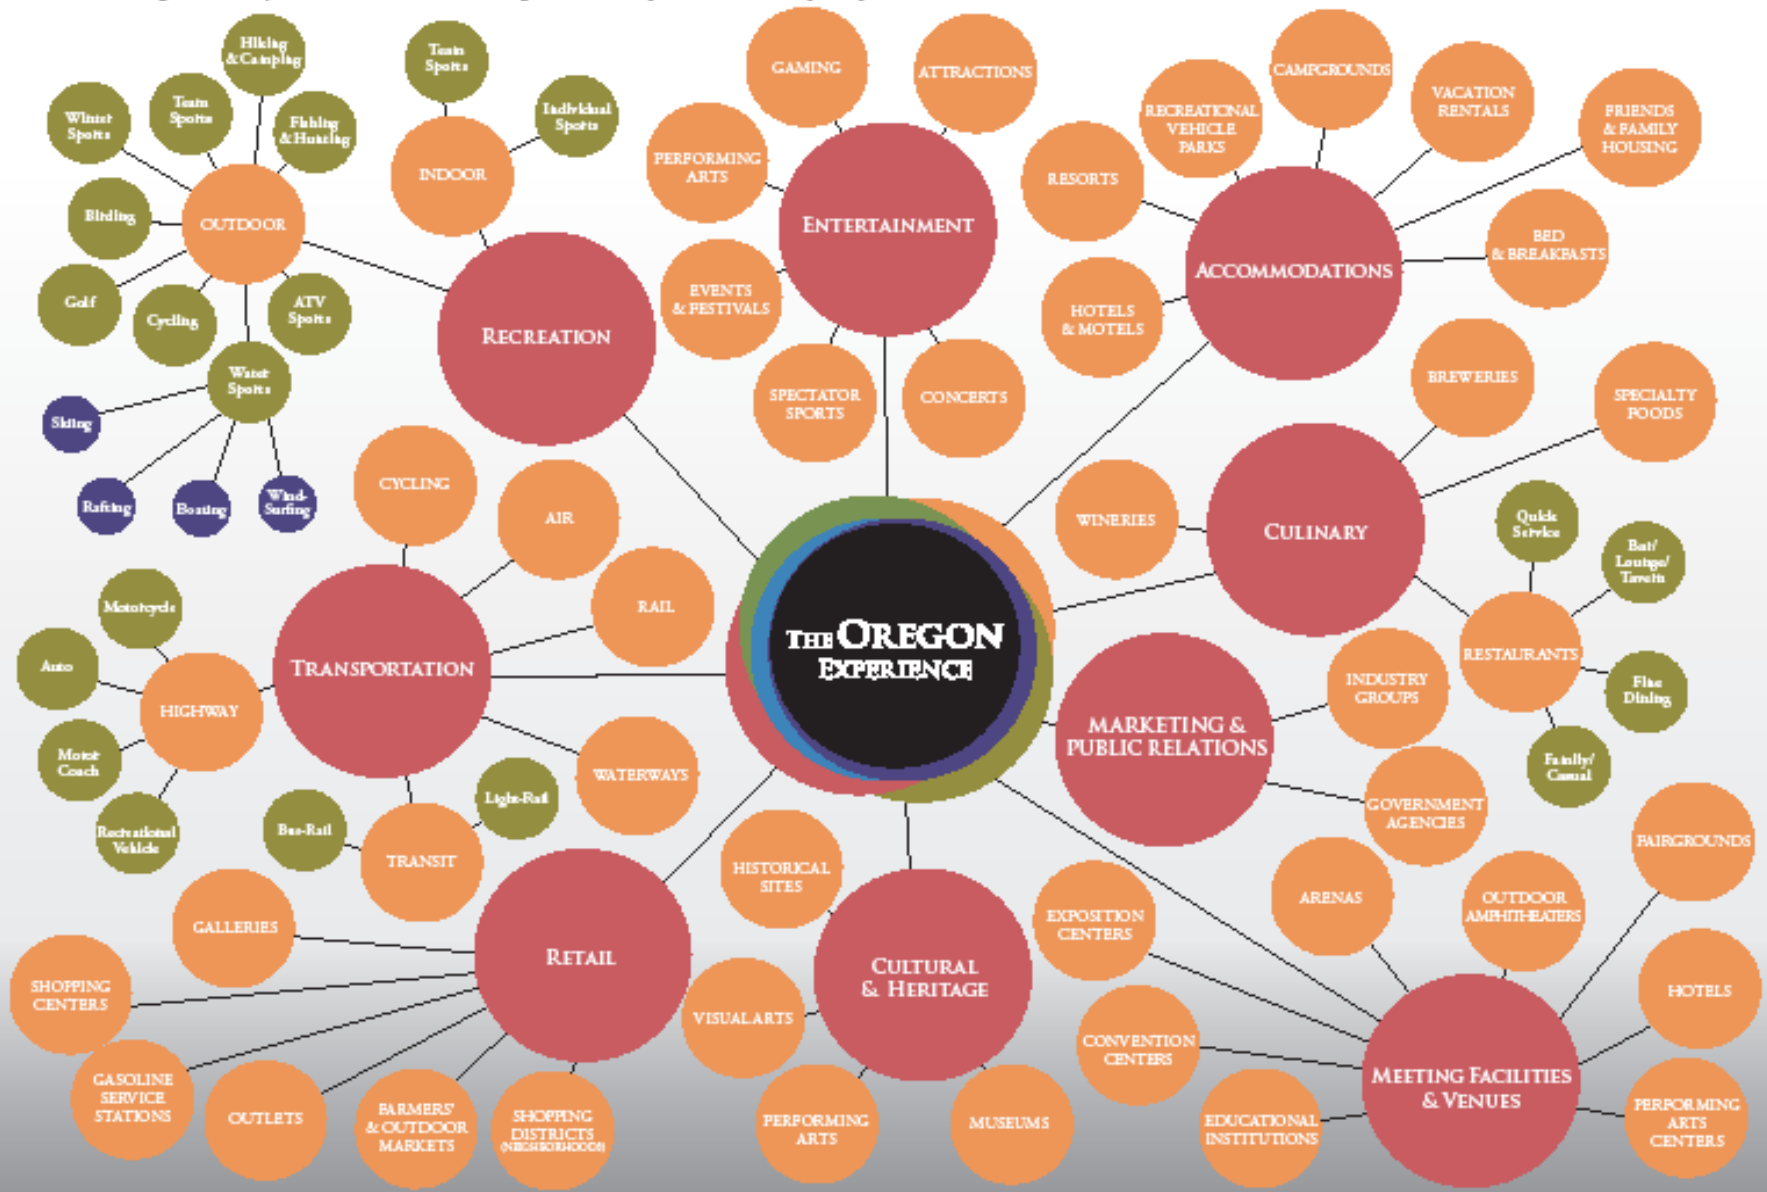 Hiking
& Camping
Team
Sports
Winter
Sports
Fishing
& Hunting
Birding
OUTDOOR
Golf
Cycling
ATV
Sports
Water
Sports
Skiing
Rafting
Boating
Wind-
Surfing
Team
Sports
Individual
Sports
INDOOR
RECREATION
GAMING
ATTRACTIONS
PERFORMING
ARTS
ENTERTAINMENT
EVENTS
& FESTIVALS
SPECTATOR
SPORTS
CONCERTS
CAMPGROUNDS
RECREATIONAL
VEHICLE
PARKS
VACATION
RENTALS
FRIENDS
& FAMILY
HOUSING
RESORTS
BED
& BREAKFASTS
ACCOMMODATIONS
HOTELS
& MOTELS
BREWERIES
SPECIALTY
FOODS
WINERIES
CULINARY
Quick
Service
Bar/
Lounge/
Tavern
RESTAURANTS
Fine
Dining
Family/
Casual
CYCLING
AIR
RAIL
TRANSPORTATION
Motorcycle
Auto
HIGHWAY
Motor
Coach
Recreational
Vehicle
WATERWAYS
Light-Rail
Bus-Rail
TRANSIT
THE OREGON
EXPERIENCE
MARKETING &
PUBLIC RELATIONS
INDUSTRY
GROUPS
GOVERNMENT
AGENCIES
GALLERIES
SHOPPING
CENTERS
RETAIL
GASOLINE
SERVICE
STATIONS
OUTLETS
FARMERS'
& OUTDOOR
MARKETS
SHOPPING
DISTRICTS
(NEIGHBORHOODS)
HISTORICAL
SITES
CULTURAL
& HERITAGE
VISUAL ARTS
PERFORMING
ARTS
MUSEUMS
FAIRGROUNDS
ARENAS
OUTDOOR
AMPHITHEATERS
EXPOSITION
CENTERS
HOTELS
CONVENTION
CENTERS
MEETING FACILITIES
& VENUES
EDUCATIONAL
INSTITUTIONS
PERFORMING
ARTS
CENTERS